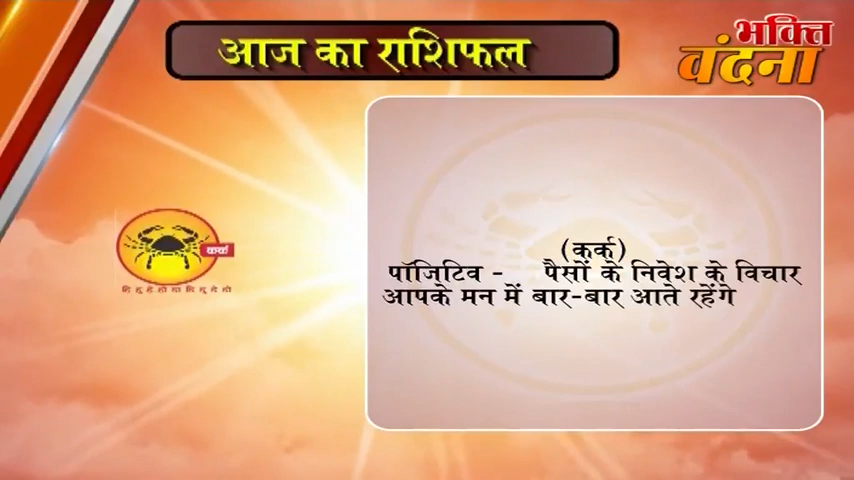 आज का राशिफल
भक्ति
वंदना
कर्क
(कर्क)
पॉजिटिव - पैसों के निवेश के विचार
आपके मन में बार-बार आते रहेंगे